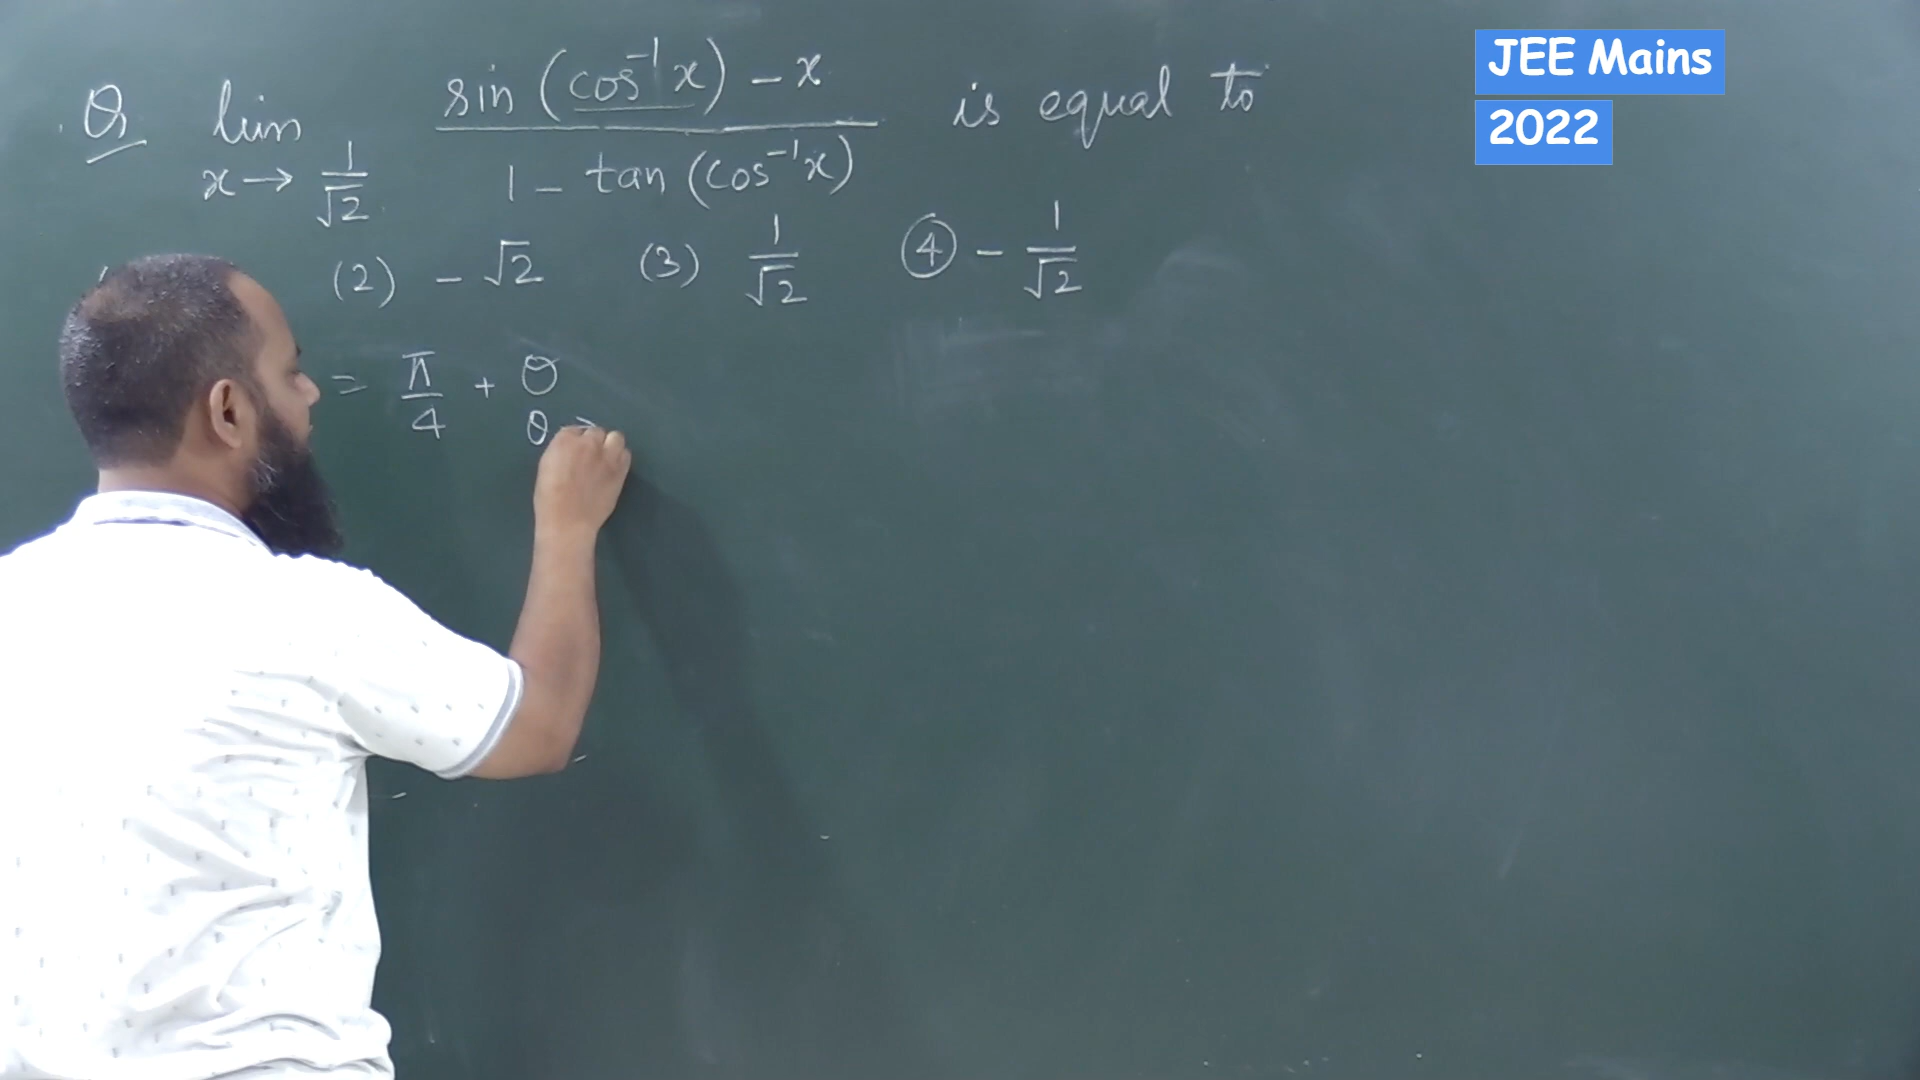 JEE Mains
2022
Q lim x→1/√2 (sin (cos⁻¹x) − x)/(1 − tan (cos⁻¹x)) is equal to
(2) − √2 (3) 1/√2 (4) − 1/√2
= π/4 + θ
θ →